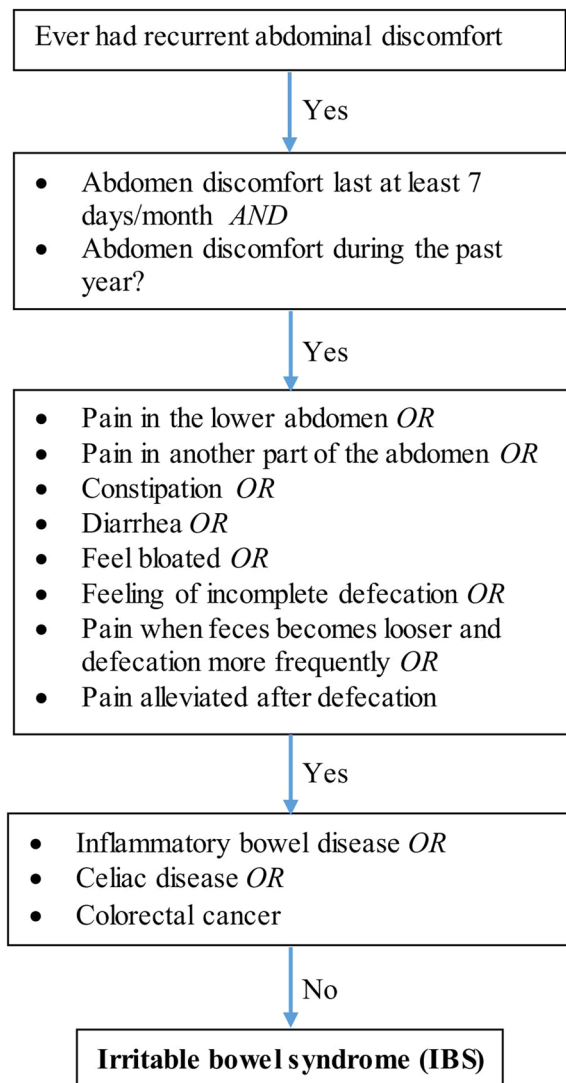 Ever had recurrent abdominal discomfort
Yes
• Abdomen discomfort last at least 7
days/month AND
• Abdomen discomfort during the past
year?
Yes
• Pain in the lower abdomen OR
• Pain in another part of the abdomen OR
• Constipation OR
• Diarrhea OR
• Feel bloated OR
• Feeling of incomplete defecation OR
• Pain when feces becomes looser and
defecation more frequently OR
• Pain alleviated after defecation
Yes
• Inflammatory bowel disease OR
• Celiac disease OR
• Colorectal cancer
No
Irritable bowel syndrome (IBS)